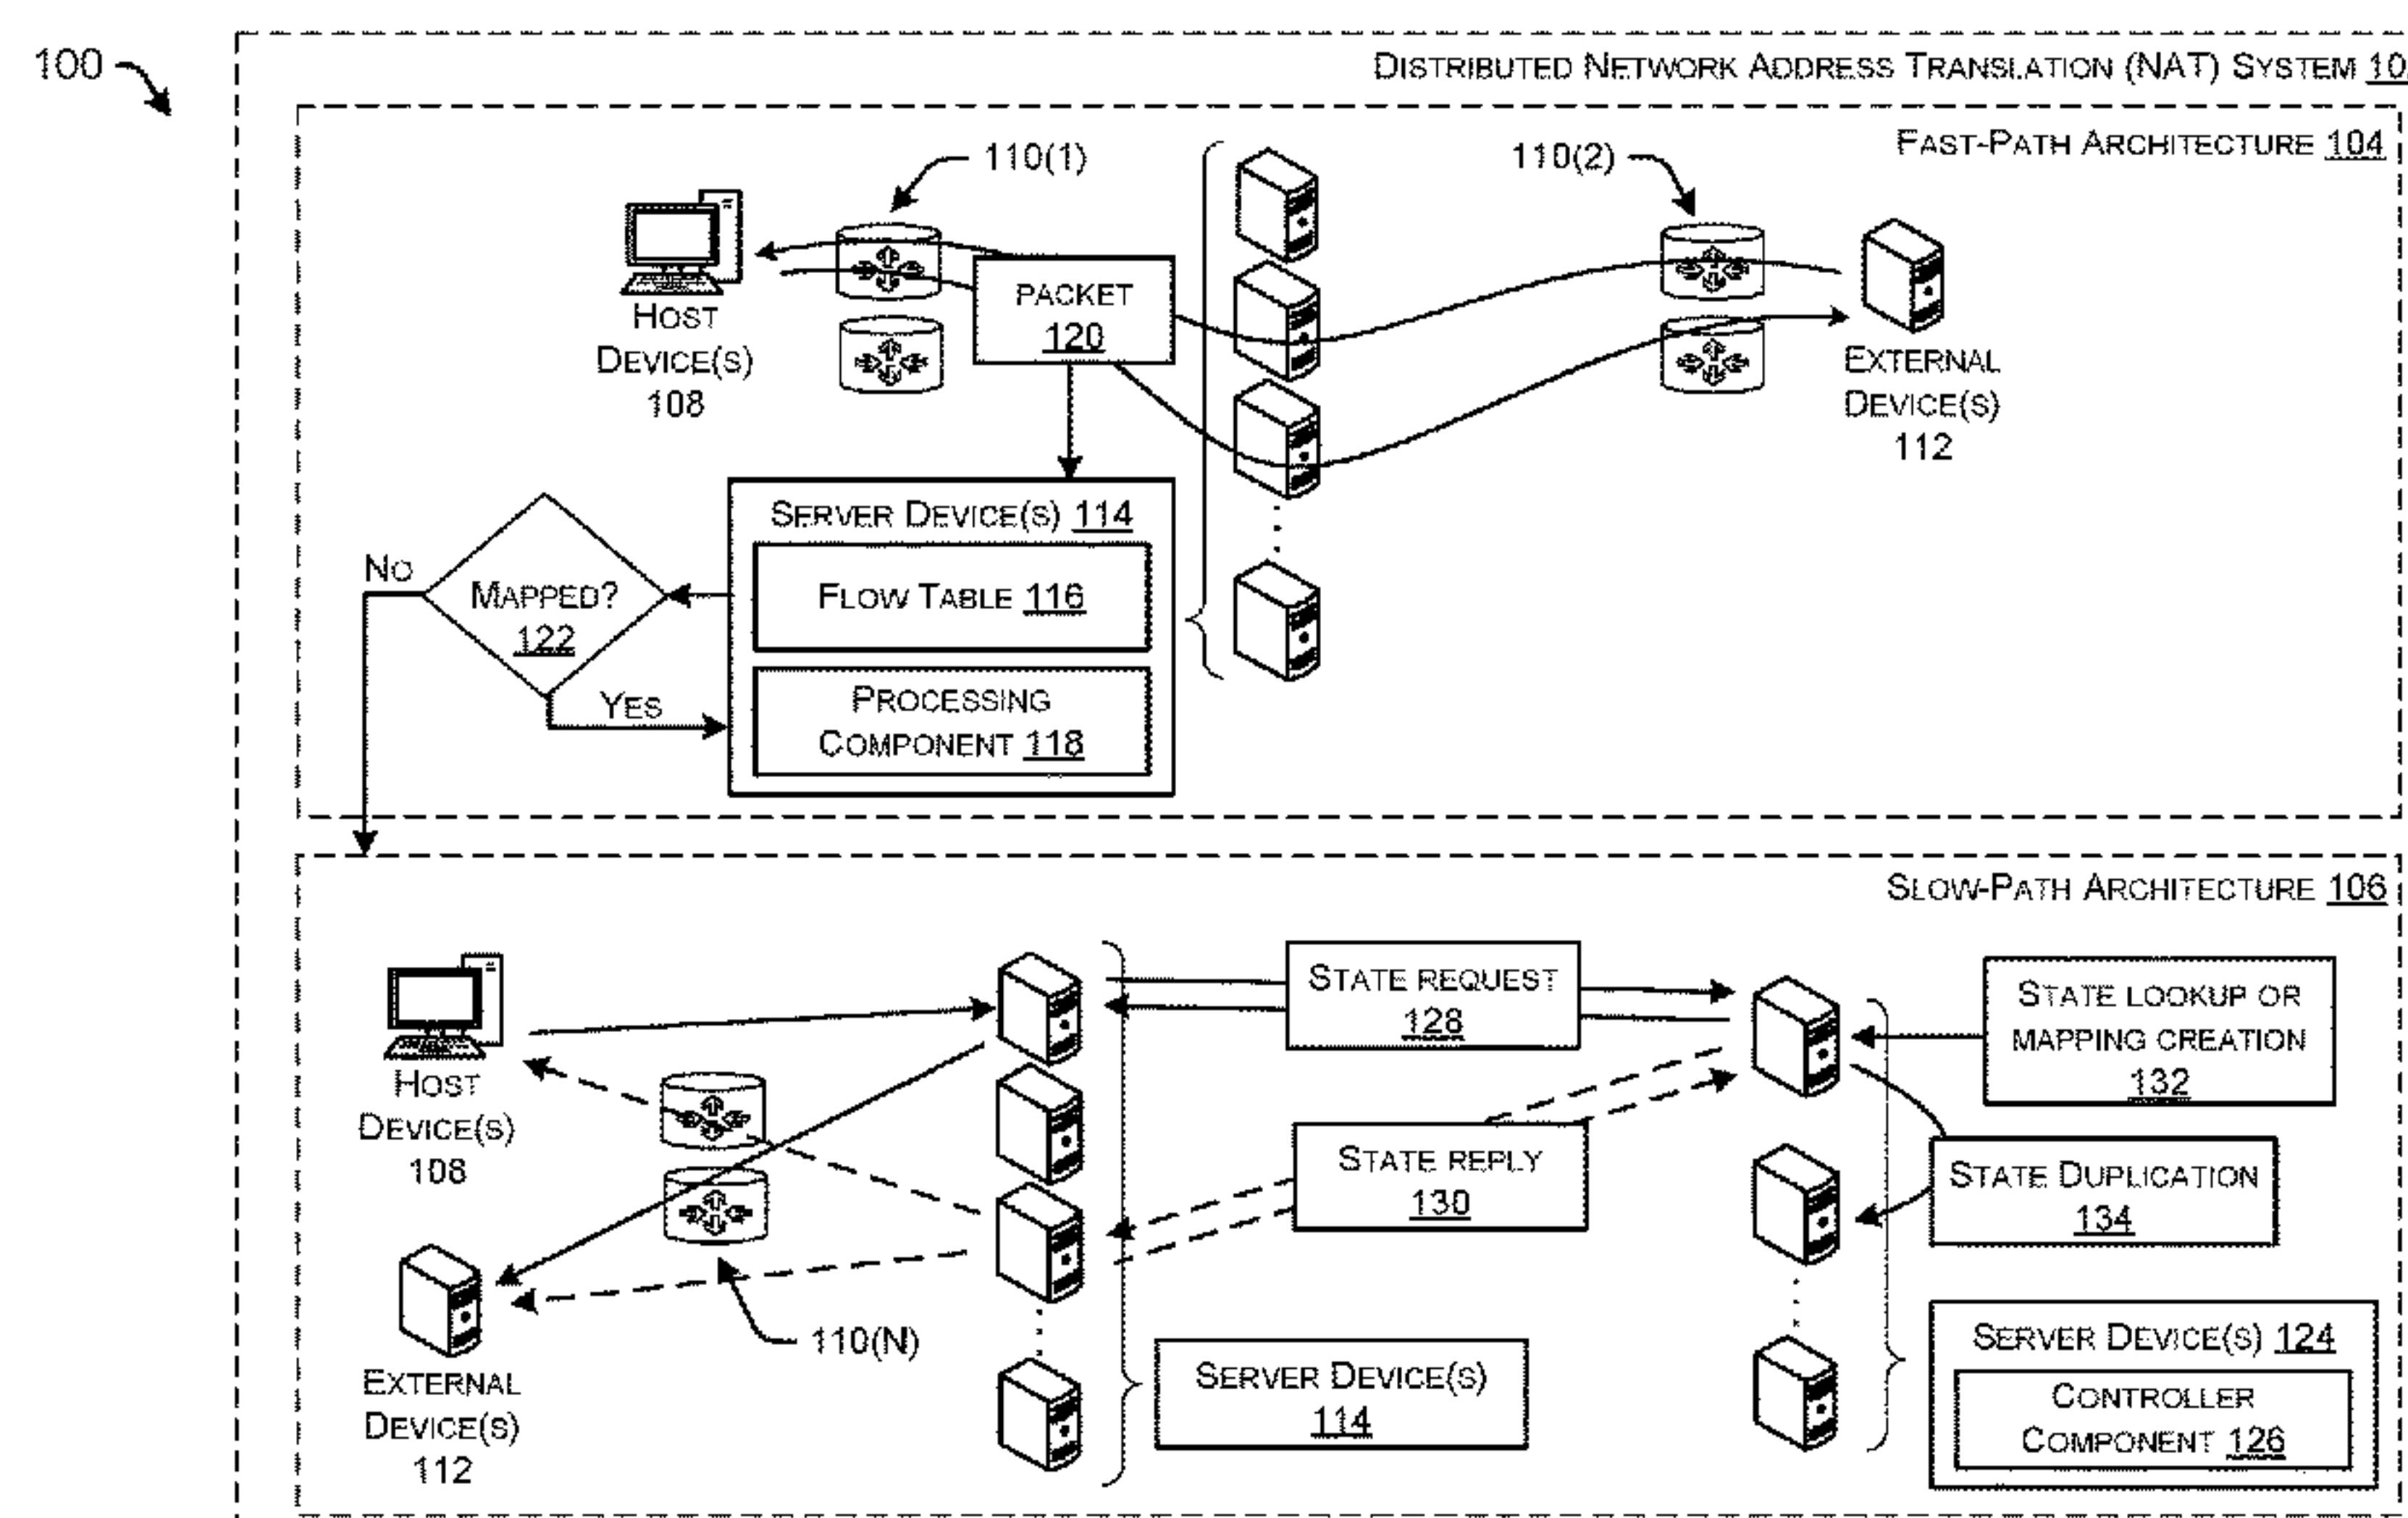 100
DISTRIBUTED NETWORK ADDRESS TRANSLATION (NAT) SYSTEM 10
FAST-PATH ARCHITECTURE 104
110(1)
110(2)
HOST
DEVICE(S)
108
PACKET
120
EXTERNAL
DEVICE(S)
112
SERVER DEVICE(S) 114
FLOW TABLE 116
PROCESSING
COMPONENT 118
NO
MAPPED?
122
YES
SLOW-PATH ARCHITECTURE 106
HOST
DEVICE(S)
108
STATE REQUEST
128
STATE LOOKUP OR
MAPPING CREATION
132
STATE REPLY
130
STATE DUPLICATION
134
110(N)
EXTERNAL
DEVICE(S)
112
SERVER DEVICE(S)
114
SERVER DEVICE(S) 124
CONTROLLER
COMPONENT 126